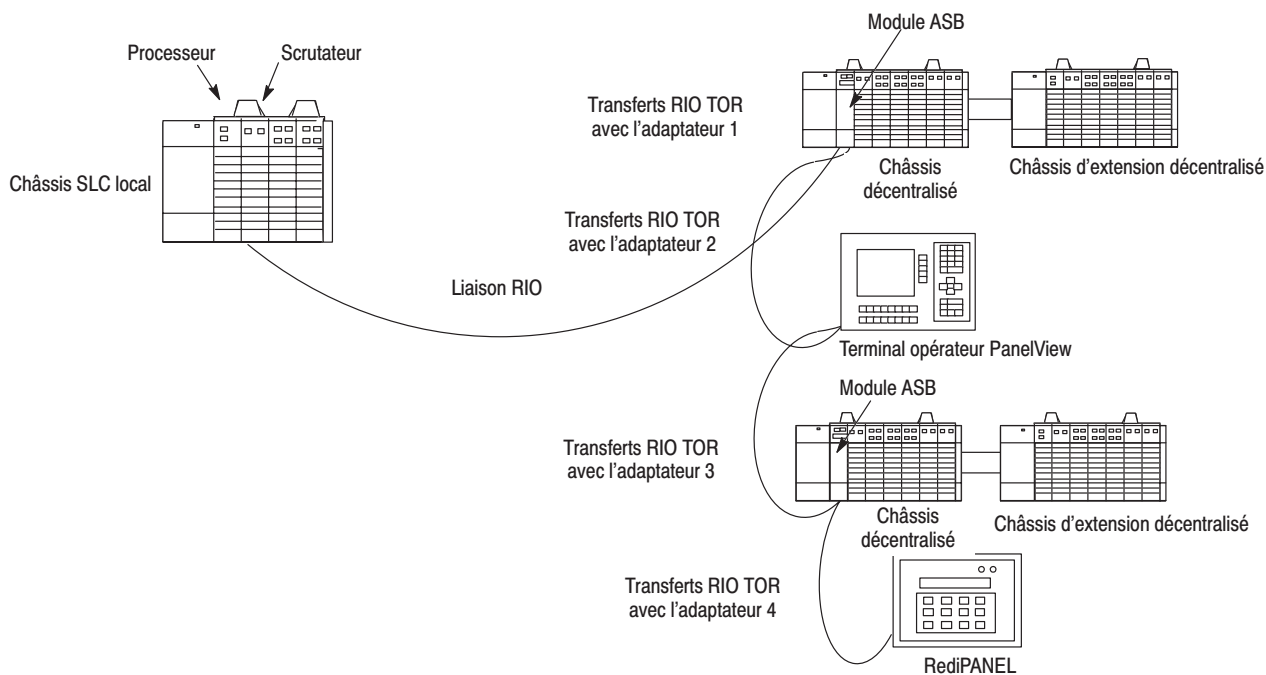 Module ASB
Processeur
Scrutateur
Transferts RIO TOR
avec l'adaptateur 1
Châssis SLC local
Châssis
décentralisé
Châssis d'extension décentralisé
Transferts RIO TOR
avec l'adaptateur 2
Liaison RIO
Terminal opérateur PanelView
Module ASB
Transferts RIO TOR
avec l'adaptateur 3
Châssis
décentralisé
Châssis d'extension décentralisé
Transferts RIO TOR
avec l'adaptateur 4
RediPANEL